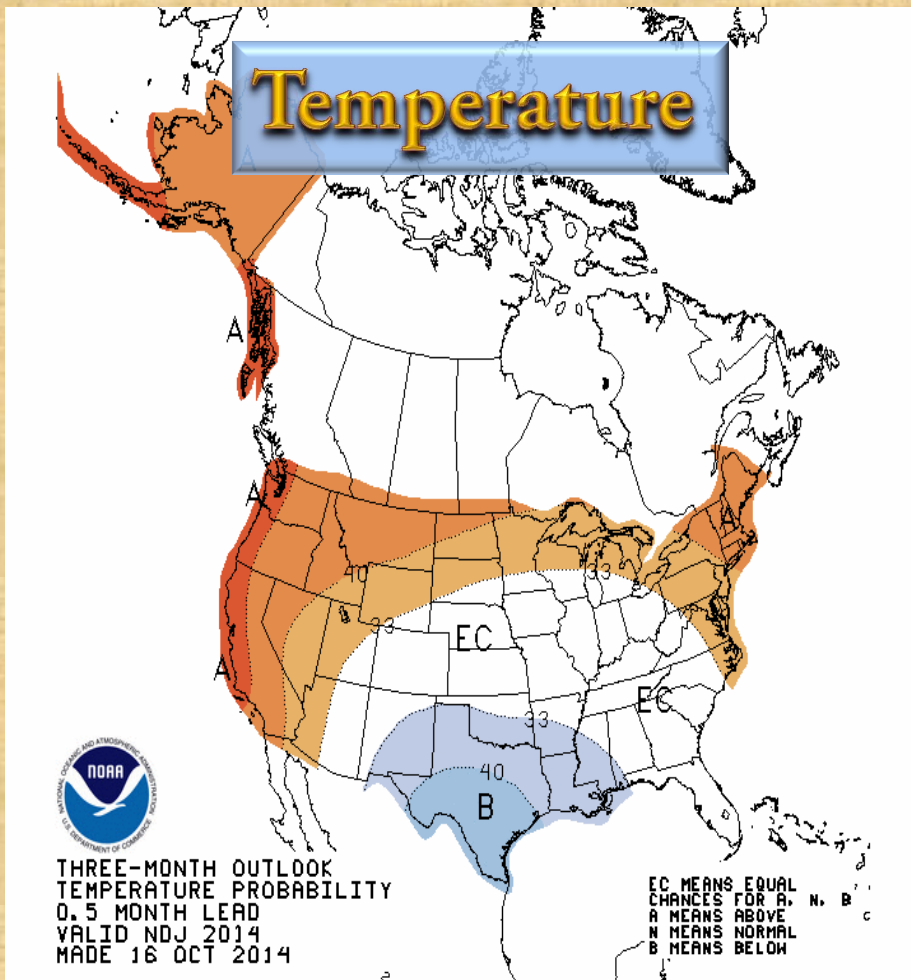 Temperature
A
A
A
A
40
33
33
EC
A
EC
33
40
B
NATIONAL OCEANIC AND ATMOSPHERIC ADMINISTRATION
NOAA
U.S. DEPARTMENT OF COMMERCE
THREE-MONTH OUTLOOK
TEMPERATURE PROBABILITY
0.5 MONTH LEAD
VALID NDJ 2014
MADE 16 OCT 2014
EC MEANS EQUAL
CHANCES FOR A, N, B
A MEANS ABOVE
N MEANS NORMAL
B MEANS BELOW